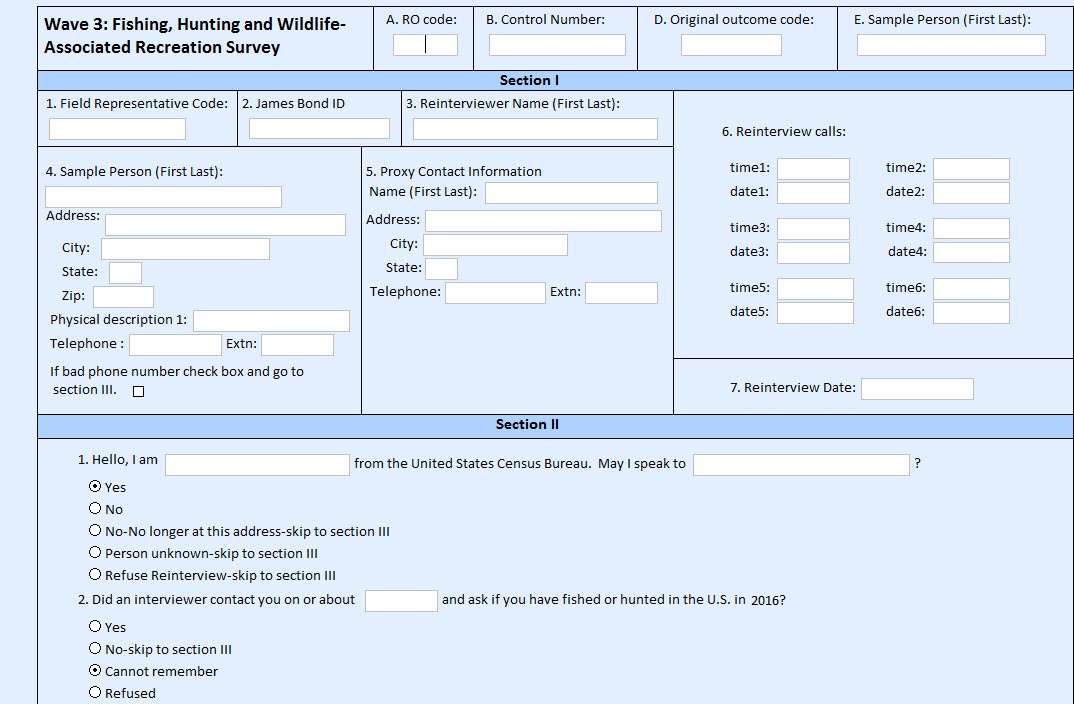 Wave 3: Fishing, Hunting and Wildlife-
Associated Recreation Survey
A. RO code:
B. Control Number:
D. Original outcome code:
E. Sample Person (First Last):
Section I
1. Field Representative Code:
2. James Bond ID
3. Reinterviewer Name (First Last):
4. Sample Person (First Last):
Address:
City:
State:
Zip:
Physical description 1:
Telephone :
Extn:
If bad phone number check box and go to
section III.
5. Proxy Contact Information
Name (First Last):
Address:
City:
State:
Telephone:
Extn:
6. Reinterview calls:
time1:
time2:
date1:
date2:
time3:
time4:
date3:
date4:
time5:
time6:
date5:
date6:
7. Reinterview Date:
Section II
1. Hello, I am from the United States Census Bureau. May I speak to ?
Yes
No
No-No longer at this address-skip to section III
Person unknown-skip to section III
Refuse Reinterview-skip to section III
2. Did an interviewer contact you on or about and ask if you have fished or hunted in the U.S. in 2016?
Yes
No-skip to section III
Cannot remember
Refused